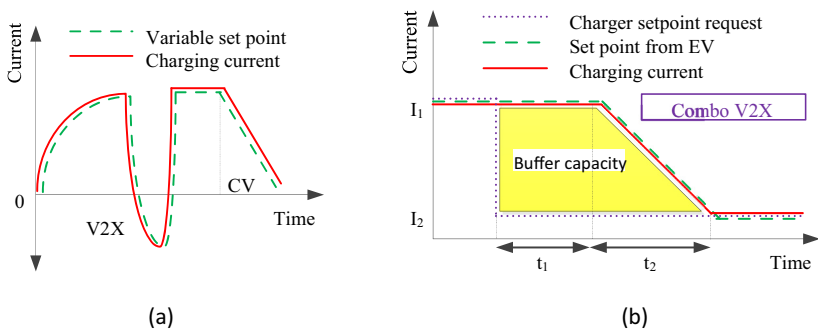 Current
Variable set point
Charging current
0
CV
Time
V2X
(a)
Current
Charger setpoint request
Set point from EV
Charging current
I₁
Combo V2X
Buffer capacity
I₂
t₁
t₂
Time
(b)